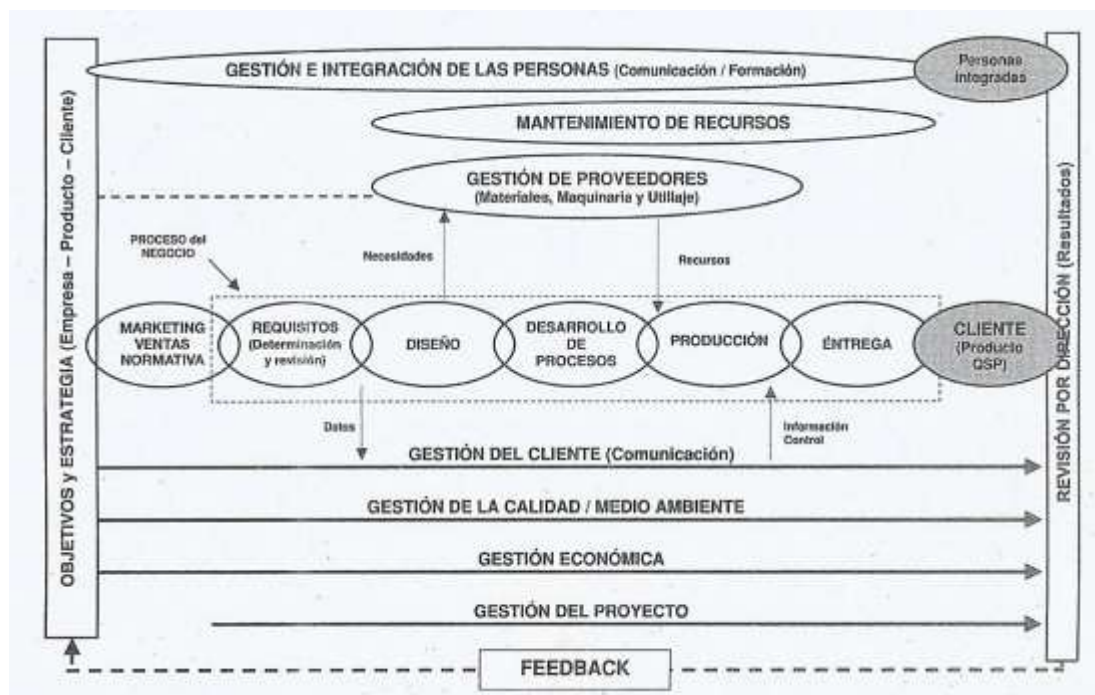 OBJETIVOS y ESTRATEGIA (Empresa – Producto – Cliente)
GESTIÓN E INTEGRACIÓN DE LAS PERSONAS (Comunicación / Formación)
Personas
integradas
MANTENIMIENTO DE RECURSOS
GESTIÓN DE PROVEEDORES
(Materiales, Maquinaria y Utillaje)
PROCESO del
NEGOCIO
Necesidades
Recursos
MARKETING
VENTAS
NORMATIVA
REQUISITOS
(Determinación
y revisión)
DISEÑO
DESARROLLO
DE
PROCESOS
PRODUCCIÓN
ÉNTREGA
CLIENTE
(Producto
QSP)
Datos
Información
Control
GESTIÓN DEL CLIENTE (Comunicación)
GESTIÓN DE LA CALIDAD / MEDIO AMBIENTE
GESTIÓN ECONÓMICA
GESTIÓN DEL PROYECTO
REVISIÓN POR DIRECCIÓN (Resultados)
FEEDBACK